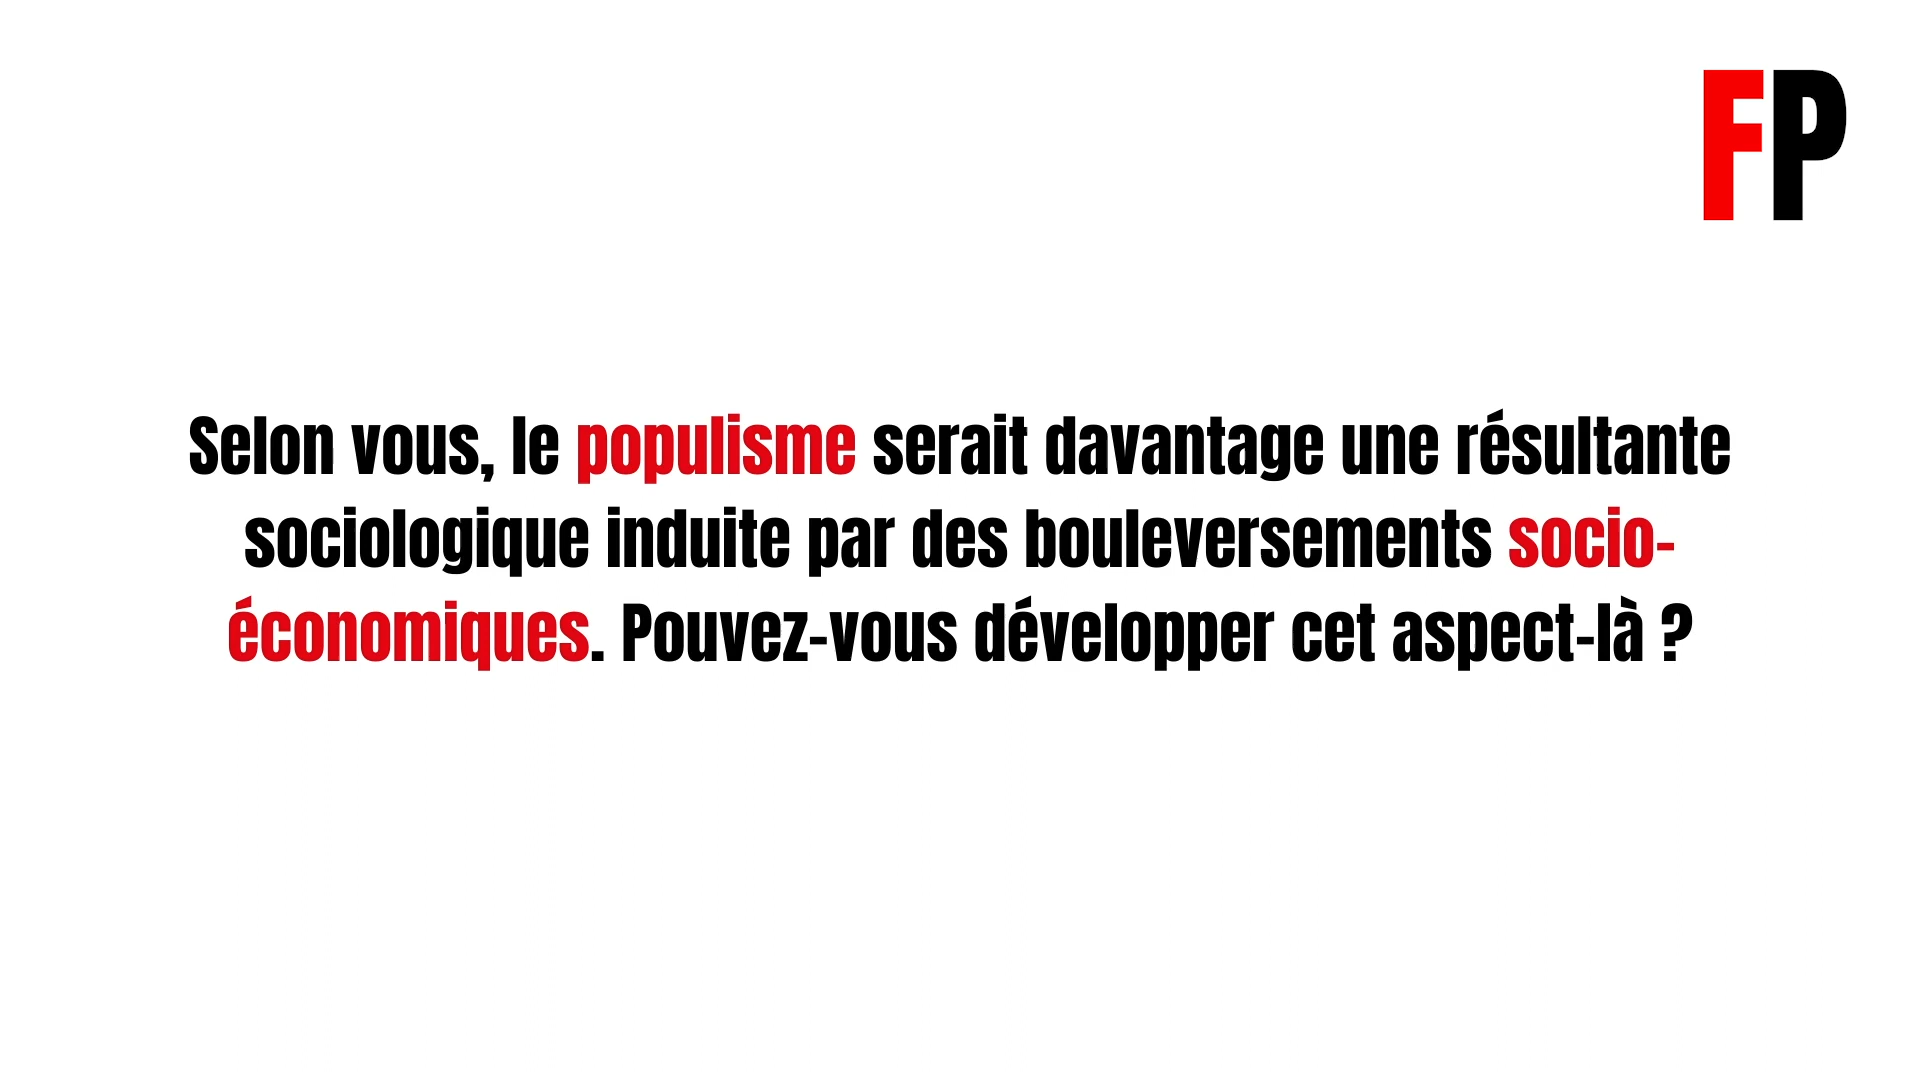 FP
Selon vous, le populisme serait davantage une résultante
sociologique induite par des bouleversements socio-
économiques. Pouvez-vous développer cet aspect-là ?